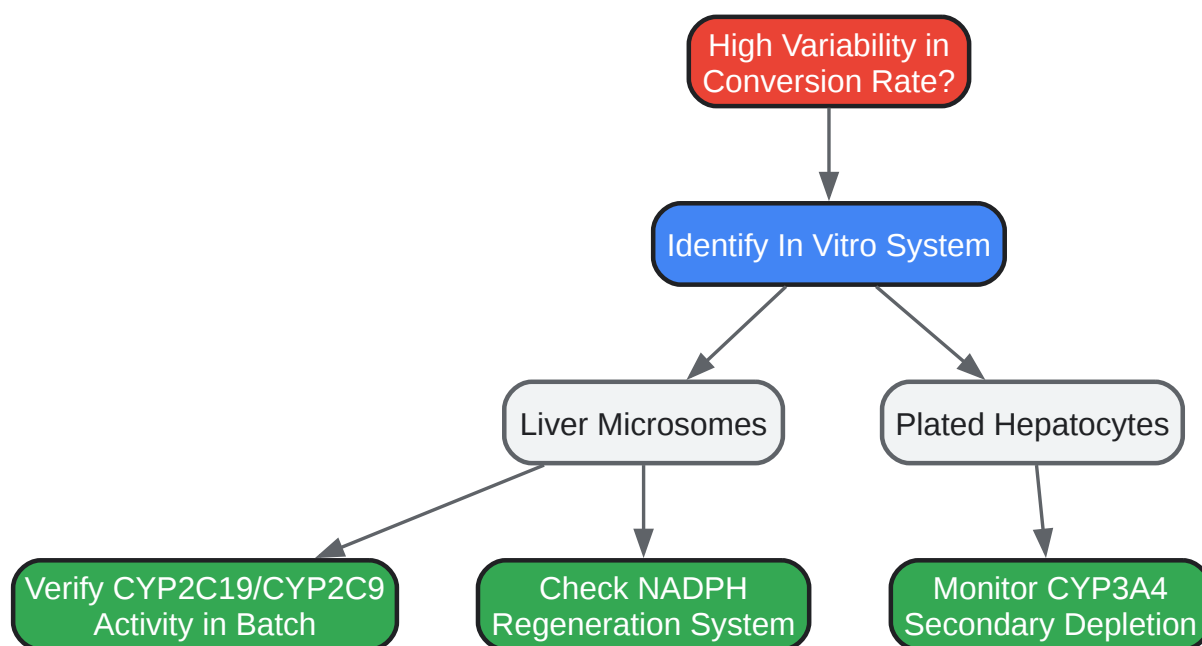 High Variability in
Conversion Rate?
Identify In Vitro System
Liver Microsomes
Plated Hepatocytes
Verify CYP2C19/CYP2C9
Activity in Batch
Check NADPH
Regeneration System
Monitor CYP3A4
Secondary Depletion